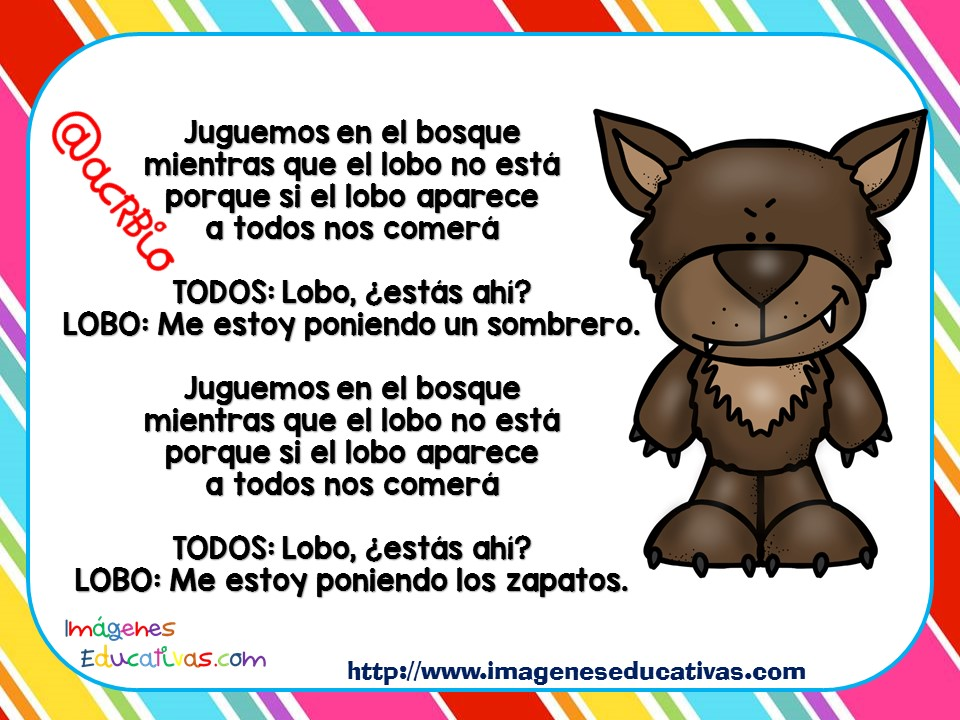 @OACRBio
Juguemos en el bosque
mientras que el lobo no está
porque si el lobo aparece
a todos nos comerá
TODOS: Lobo, ¿estás ahí?
LOBO: Me estoy poniendo un sombrero.
Juguemos en el bosque
mientras que el lobo no está
porque si el lobo aparece
a todos nos comerá
TODOS: Lobo, ¿estás ahí?
LOBO: Me estoy poniendo los zapatos.
Imágenes
Educativas.com
http://www.imageneseducativas.com